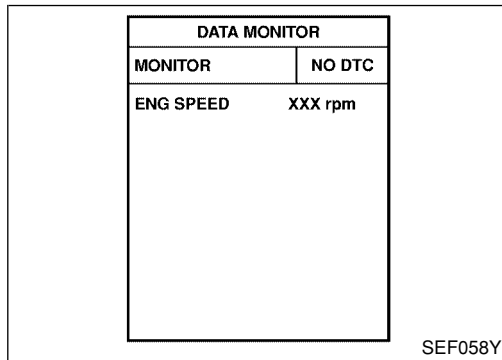 DATA MONITOR
MONITOR NO DTC
ENG SPEED XXX rpm
SEF058Y